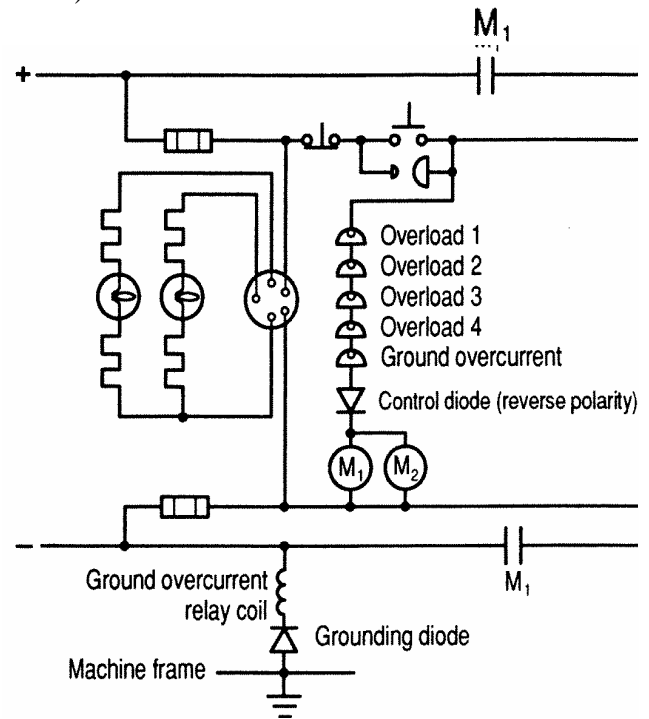 M1
+
Overload 1
Overload 2
Overload 3
Overload 4
Ground overcurrent
Control diode (reverse polarity)
M1
M2
−
M1
Ground overcurrent
relay coil
Grounding diode
Machine frame